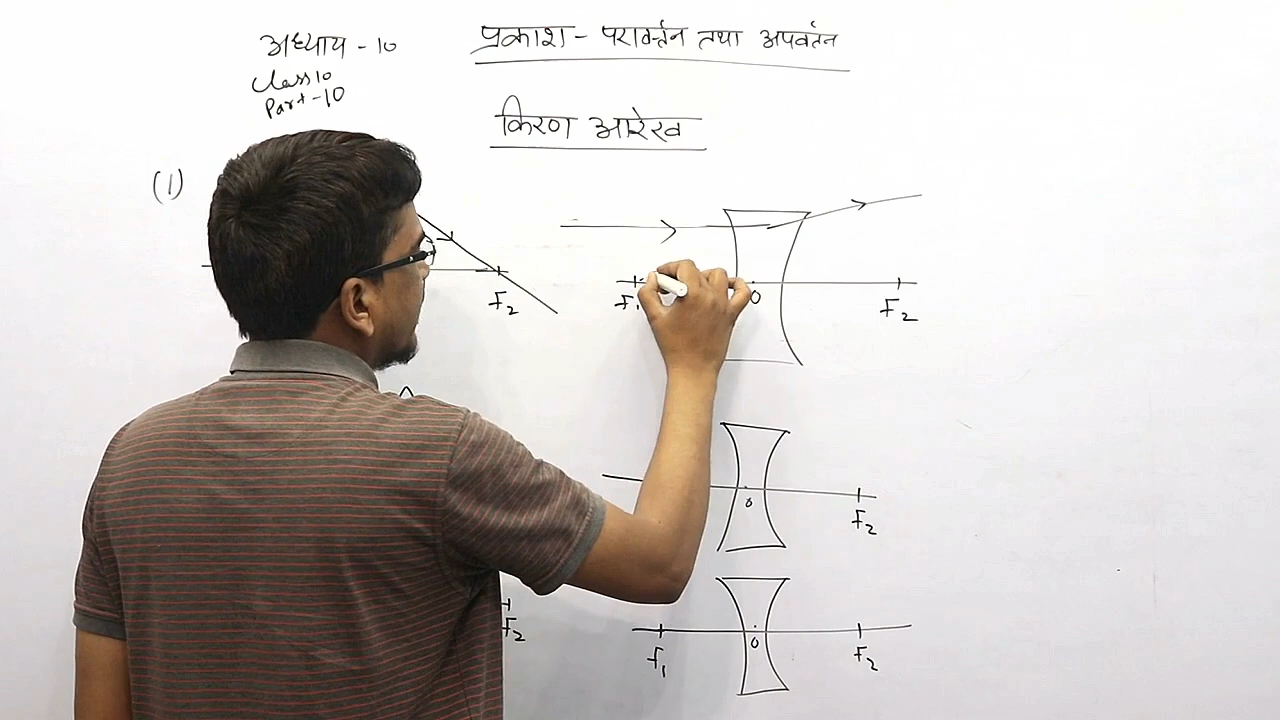 अध्याय - 10
Class 10
Part - 10
प्रकाश - परावर्तन तथा अपवर्तन
किरण आरेख
(1)
F₂
F₁
O
F₂
O
F₂
F₂
F₁
O
F₂